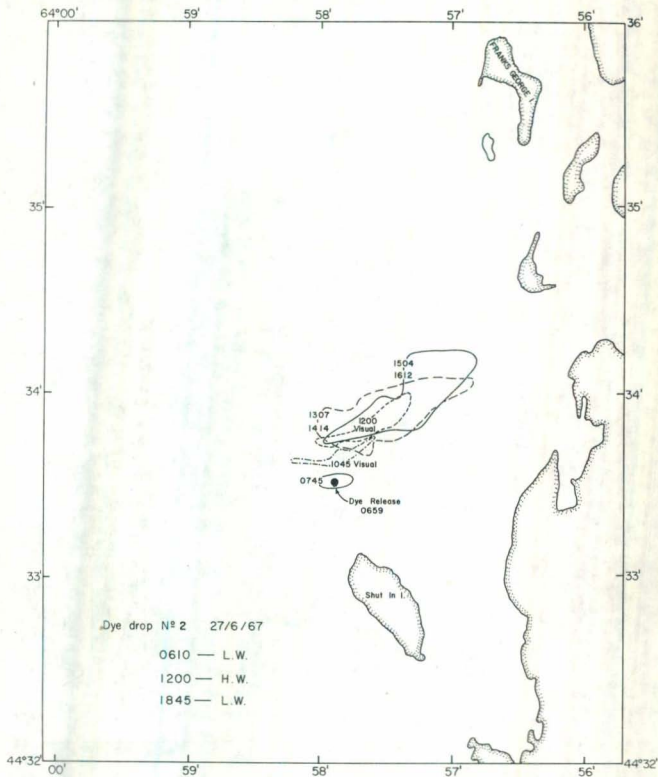 64°00'
59'
58'
57'
56'
36'
FRANKS GEORGE I.
35'
35'
1504
34'
1612
34'
1307
1200
1414
Visual
1045 Visual
0745
Dye Release
0659
33'
33'
Shut In I.
Dye drop Nº 2 27/6/67
0610 — L.W.
1200 — H.W.
1845 — L.W.
44°32'
44°32'
00'
59'
58'
57'
56'